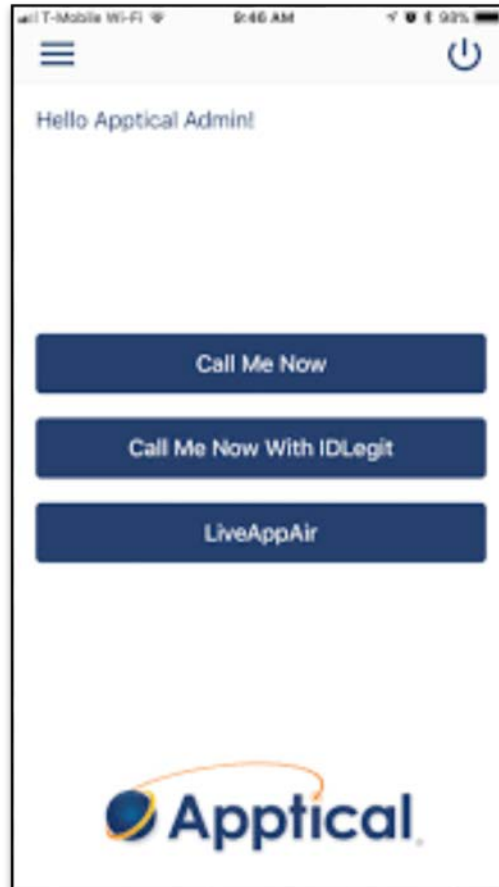 T-Mobile Wi-Fi 9:46 AM 93%
Hello Apptical Admin!
Call Me Now
Call Me Now With IDLegit
LiveAppAir
Apptical